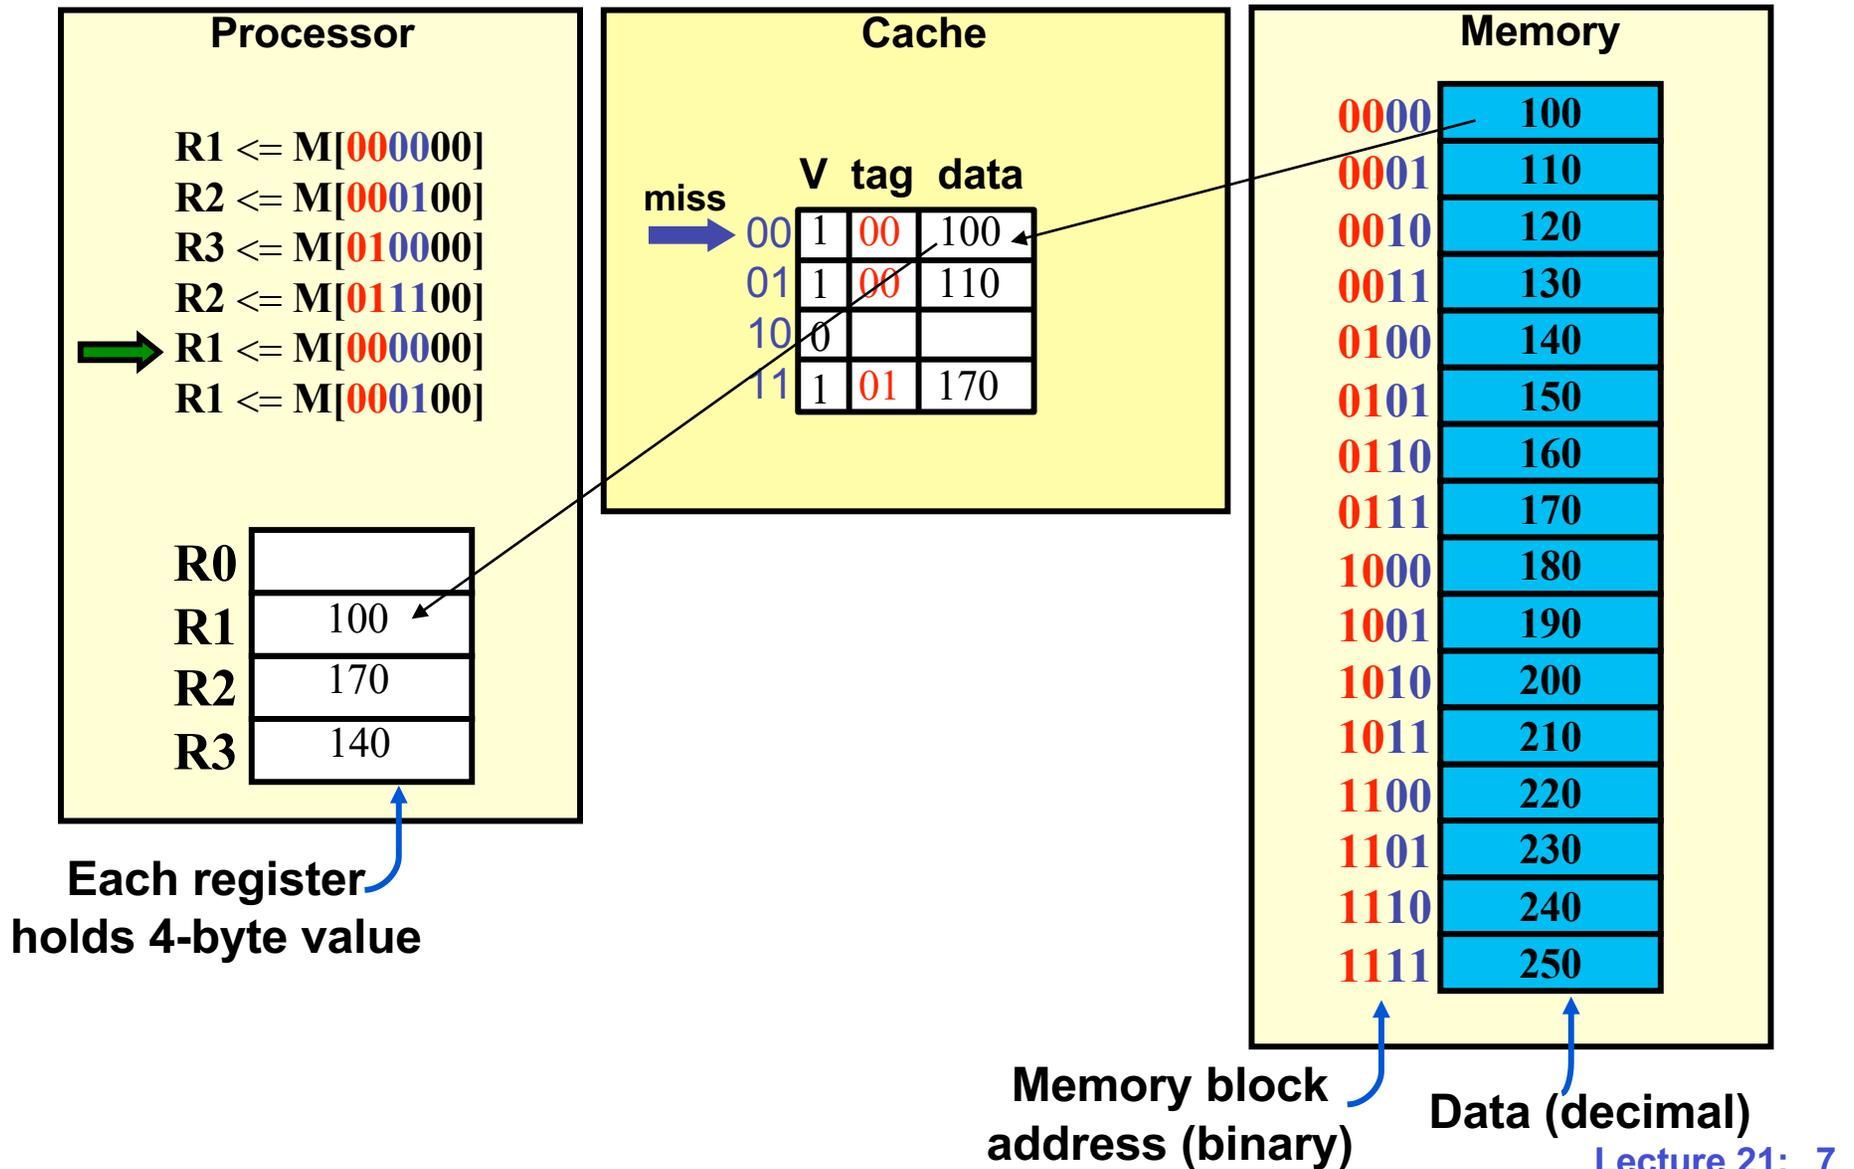 Processor
R1 <= M[000000]
R2 <= M[000100]
R3 <= M[010000]
R2 <= M[011100]
R1 <= M[000000]
R1 <= M[000100]
R0
R1 100
R2 170
R3 140
Each register
holds 4-byte value
Cache
V tag data
miss
00 1 00 100
01 1 00 110
10 0
11 1 01 170
Memory
0000 100
0001 110
0010 120
0011 130
0100 140
0101 150
0110 160
0111 170
1000 180
1001 190
1010 200
1011 210
1100 220
1101 230
1110 240
1111 250
Memory block
address (binary)
Data (decimal)
Lecture 21: 7